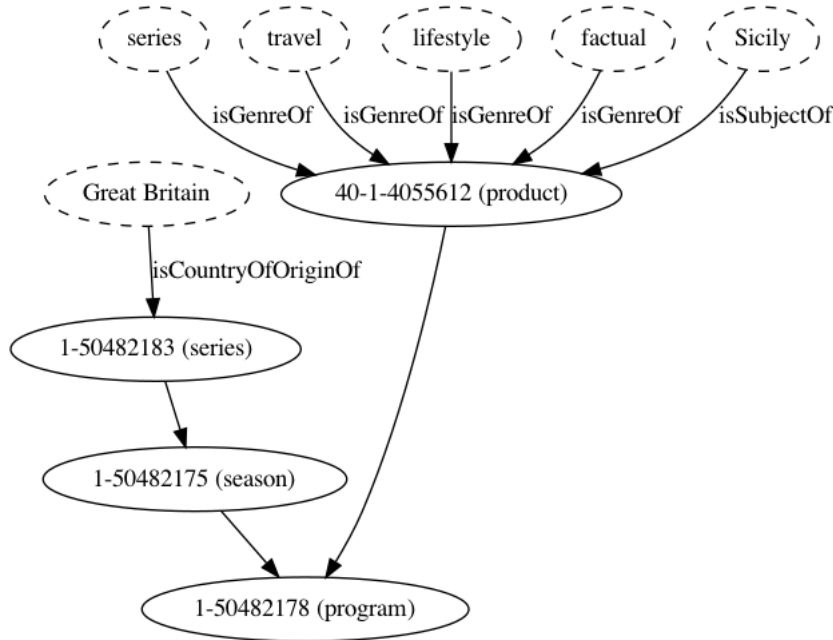 series
travel
lifestyle
factual
Sicily
isGenreOf
isGenreOf
isGenreOf
isGenreOf
isSubjectOf
Great Britain
40-1-4055612 (product)
isCountryOfOriginOf
1-50482183 (series)
1-50482175 (season)
1-50482178 (program)